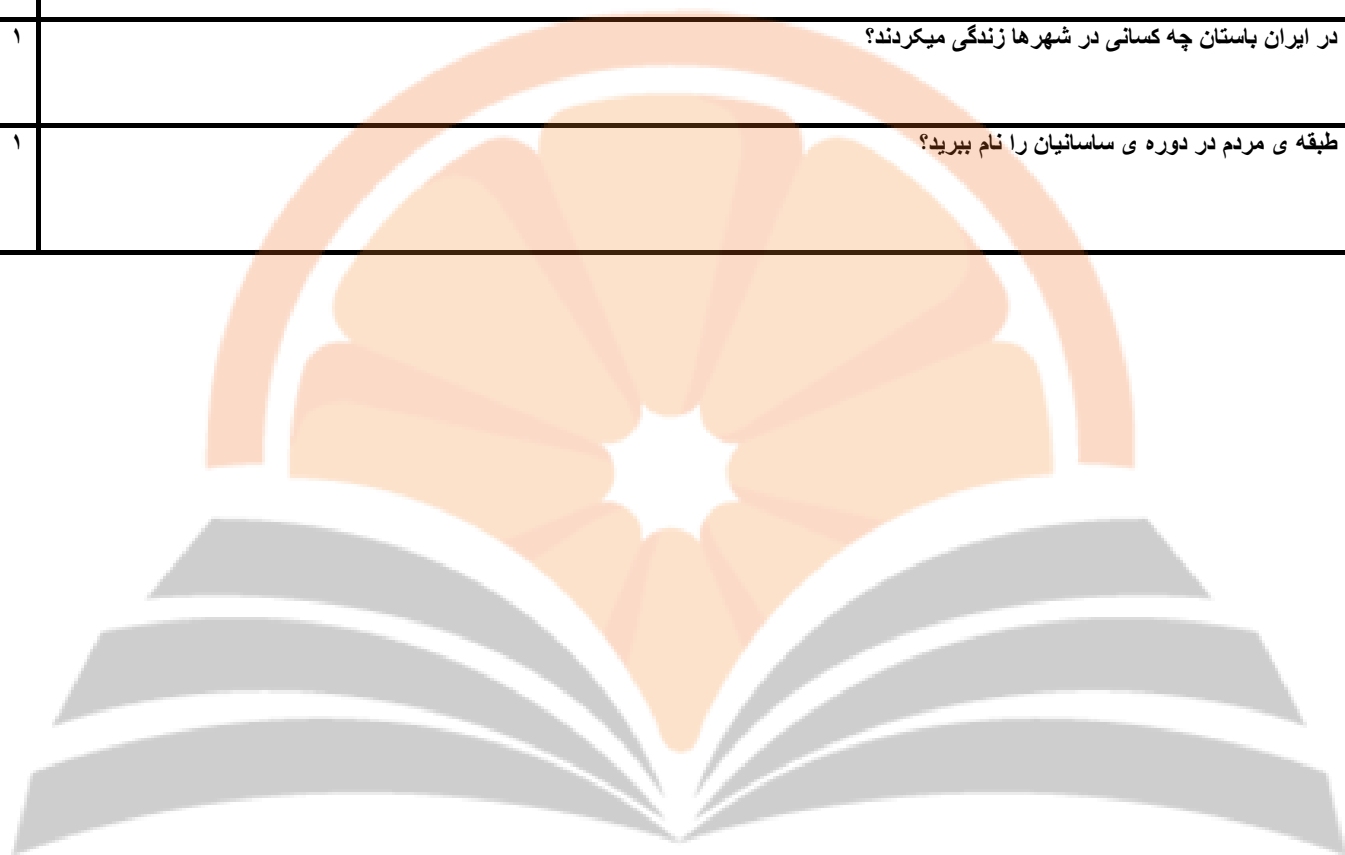 در ایران باستان چه کسانی در شهرها زندگی میکردند؟ ۱
طبقه ی مردم در دوره ی ساسانیان را نام ببرید؟ ۱